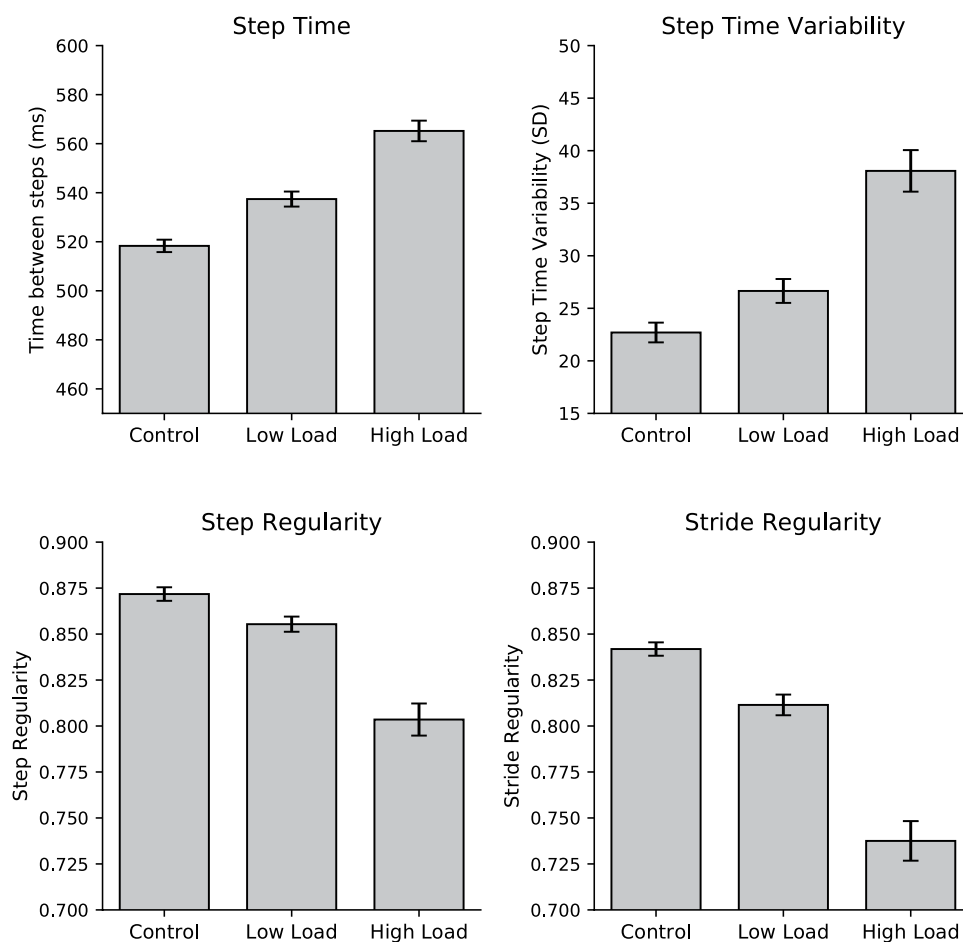 Step Time
Time between steps (ms)
600
580
560
540
520
500
480
460
Control Low Load High Load
Step Time Variability
Step Time Variability (SD)
50
45
40
35
30
25
20
15
Control Low Load High Load
Step Regularity
Step Regularity
0.900
0.875
0.850
0.825
0.800
0.775
0.750
0.725
0.700
Control Low Load High Load
Stride Regularity
Stride Regularity
0.900
0.875
0.850
0.825
0.800
0.775
0.750
0.725
0.700
Control Low Load High Load